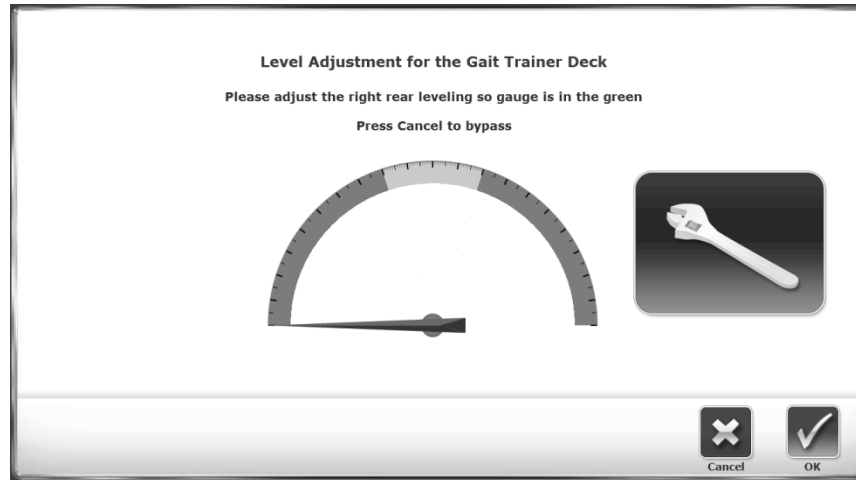 Level Adjustment for the Gait Trainer Deck
Please adjust the right rear leveling so gauge is in the green
Press Cancel to bypass
Cancel
OK